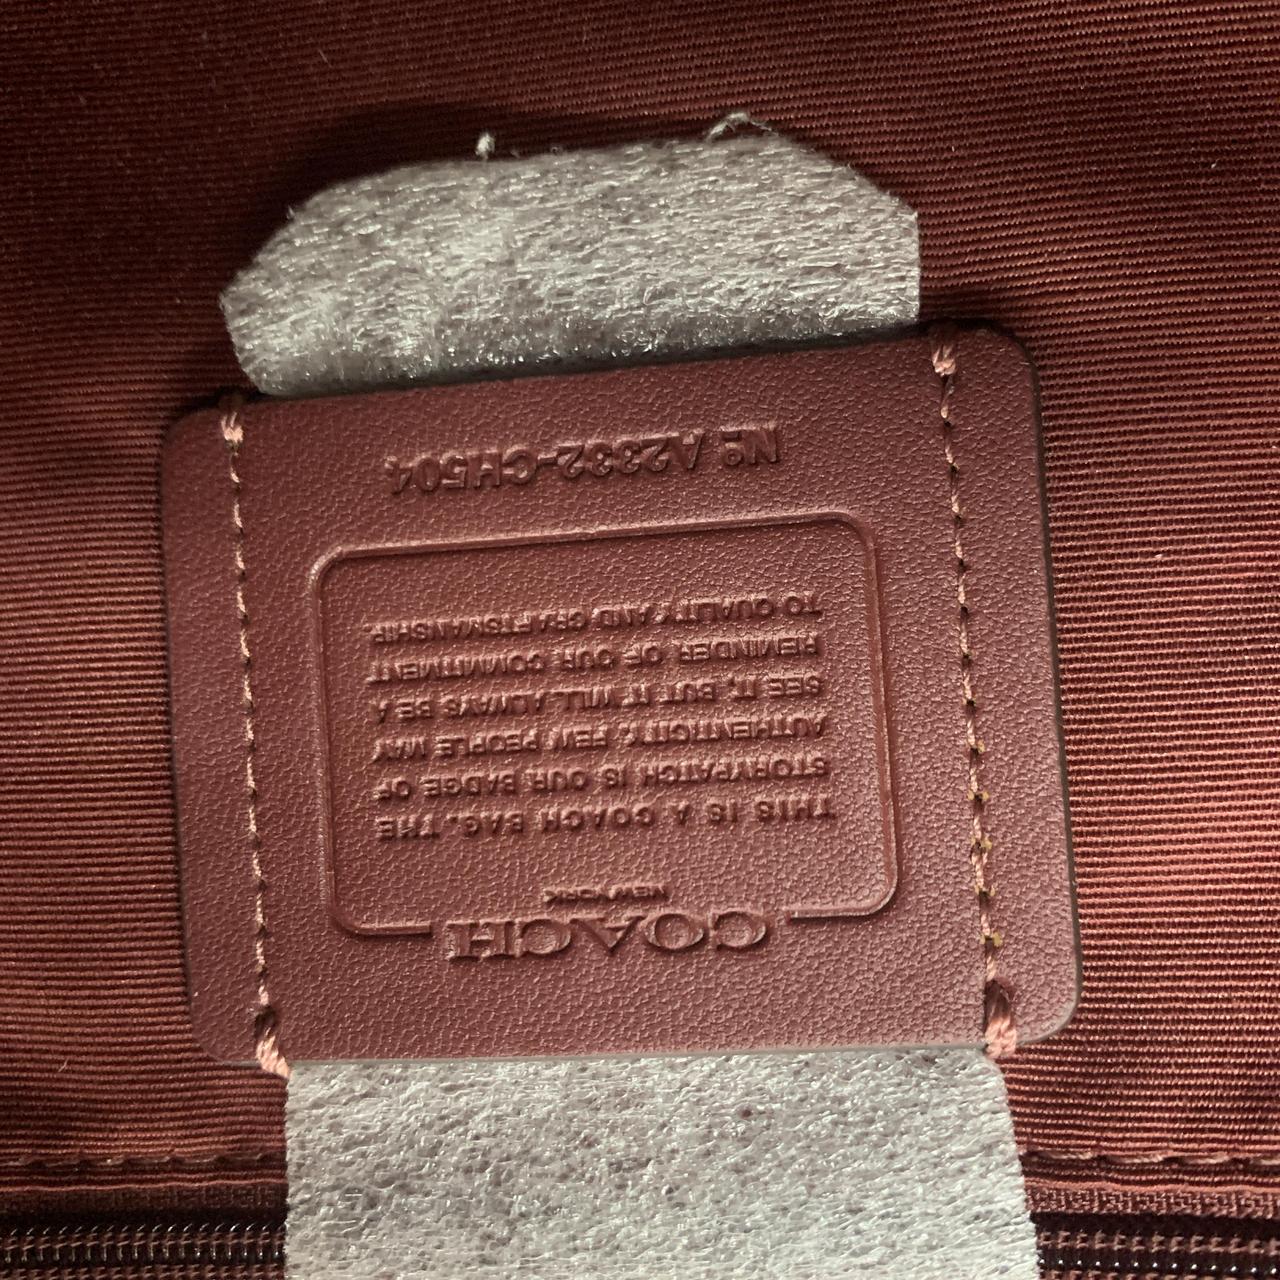 COACH
NEW YORK
THIS IS A COACH BAG. THE
STORYPATCH IS OUR BADGE OF
AUTHENTICITY. FEW PEOPLE MAY
SEE IT, BUT IT WILL ALWAYS BE A
REMINDER OF OUR COMMITMENT
TO QUALITY AND CRAFTSMANSHIP.
Nº A2332-CH504